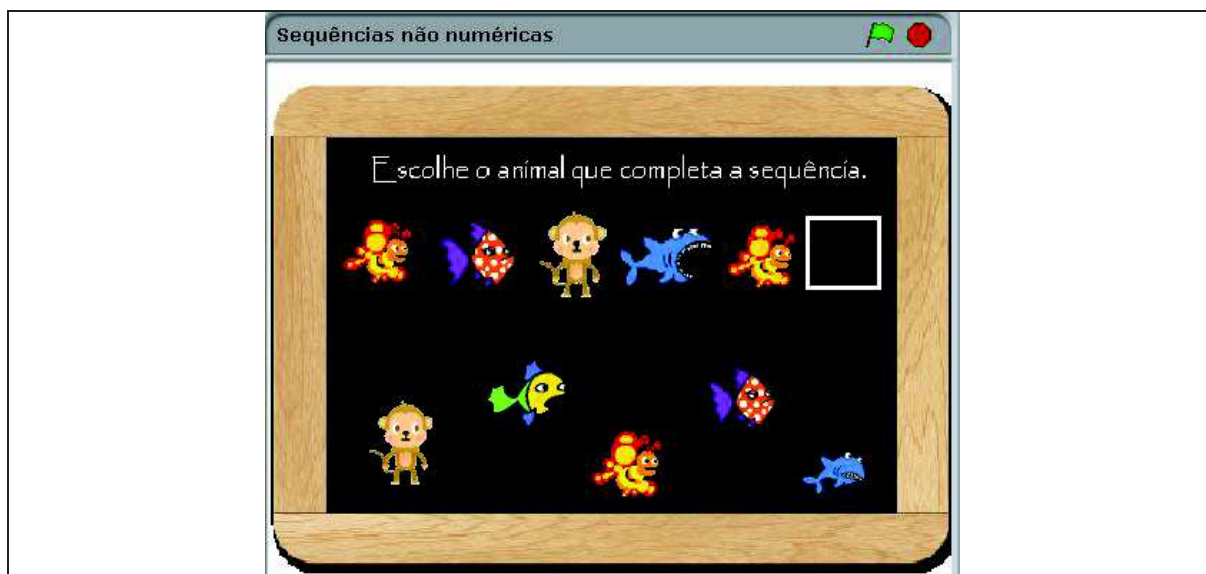 Sequências não numéricas
Escolhe o animal que completa a sequência.